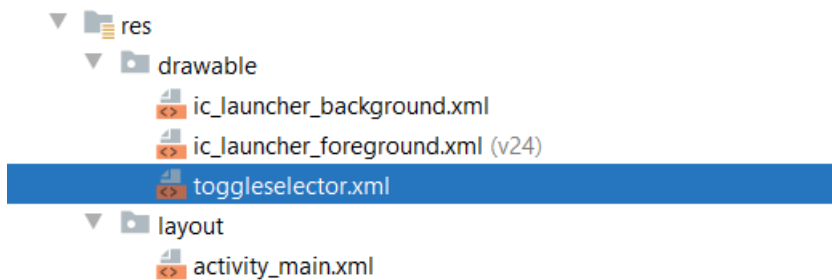 res
drawable
ic_launcher_background.xml
ic_launcher_foreground.xml (v24)
toggleselector.xml
layout
activity_main.xml